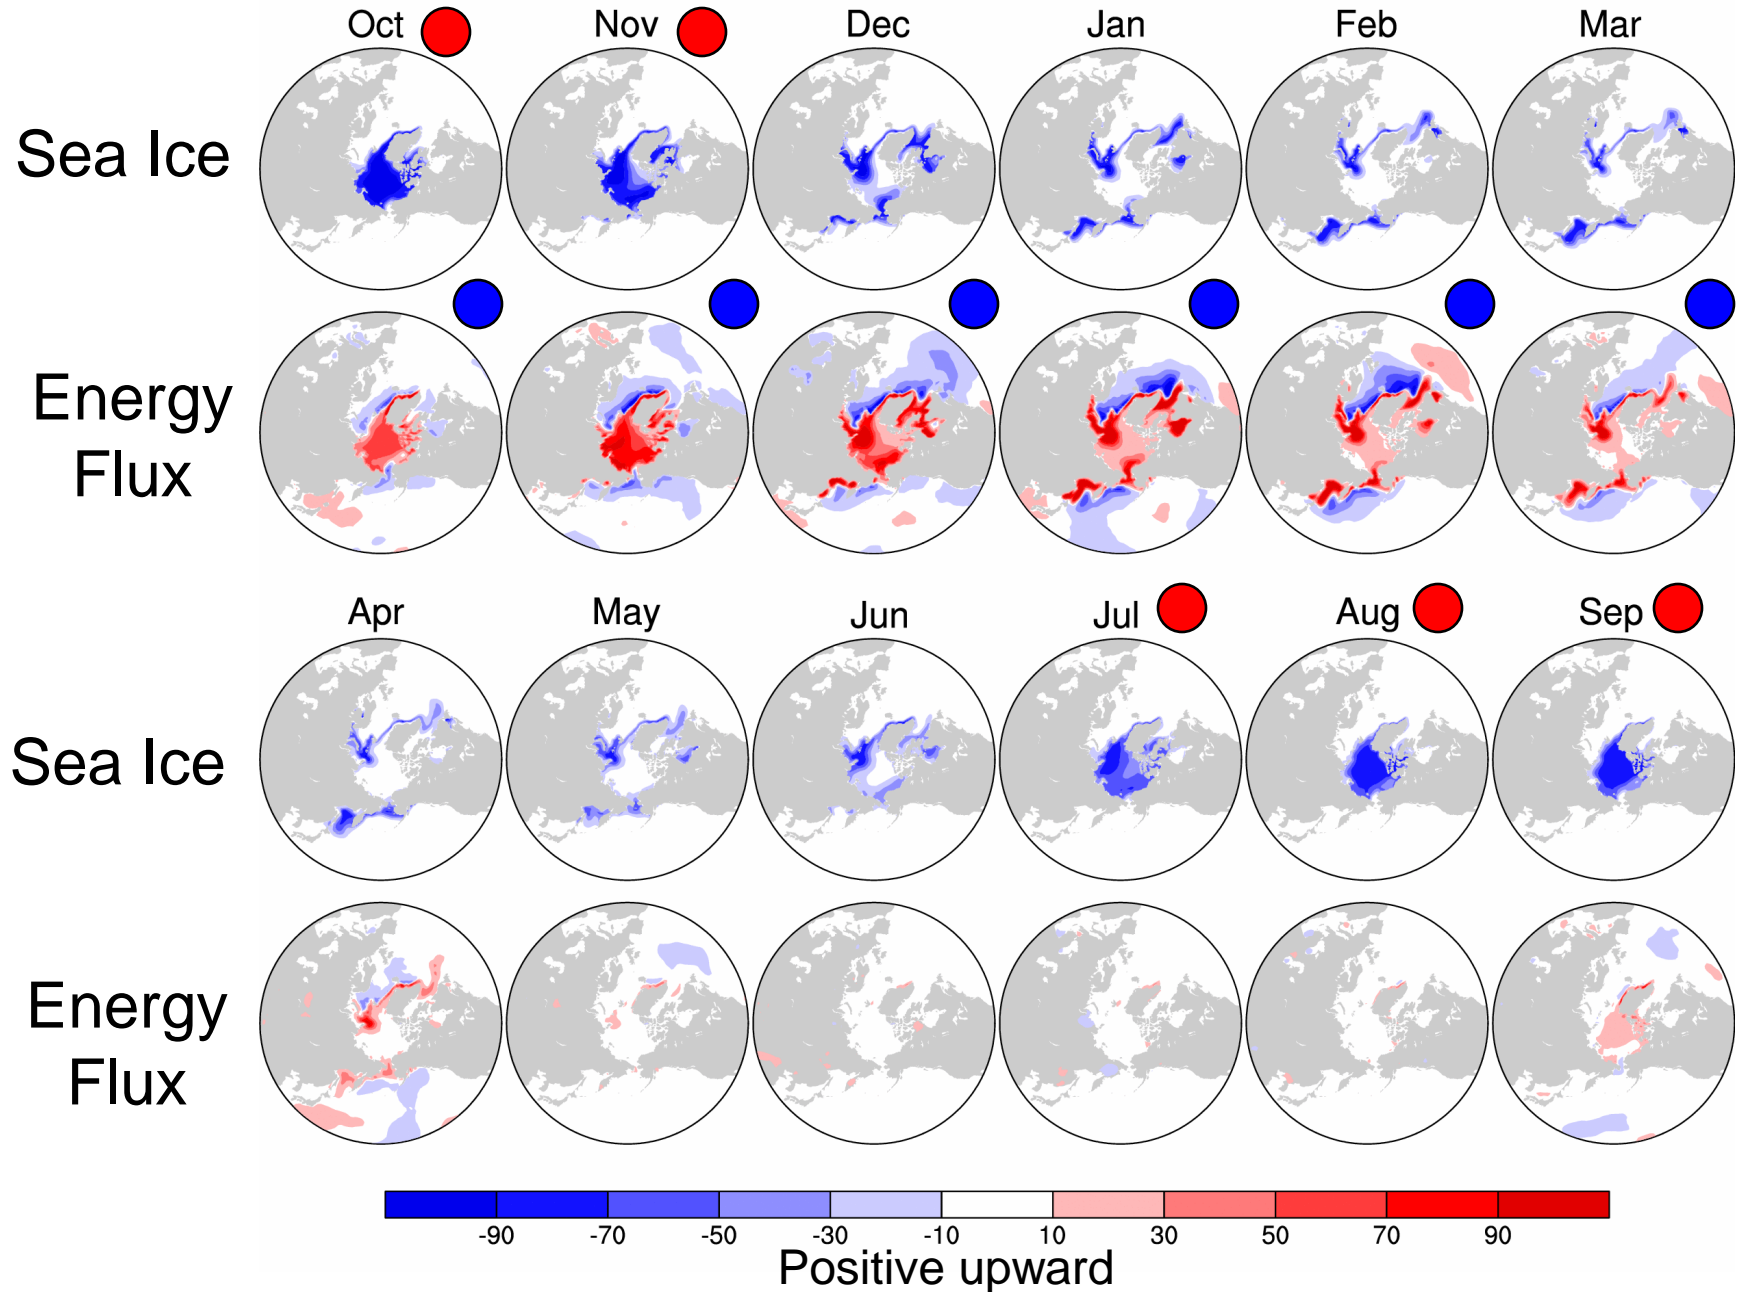 Oct Nov Dec Jan Feb Mar
Sea Ice
Energy
Flux
Apr May Jun Jul Aug Sep
Sea Ice
Energy
Flux
-90 -70 -50 -30 -10 10 30 50 70 90
Positive upward